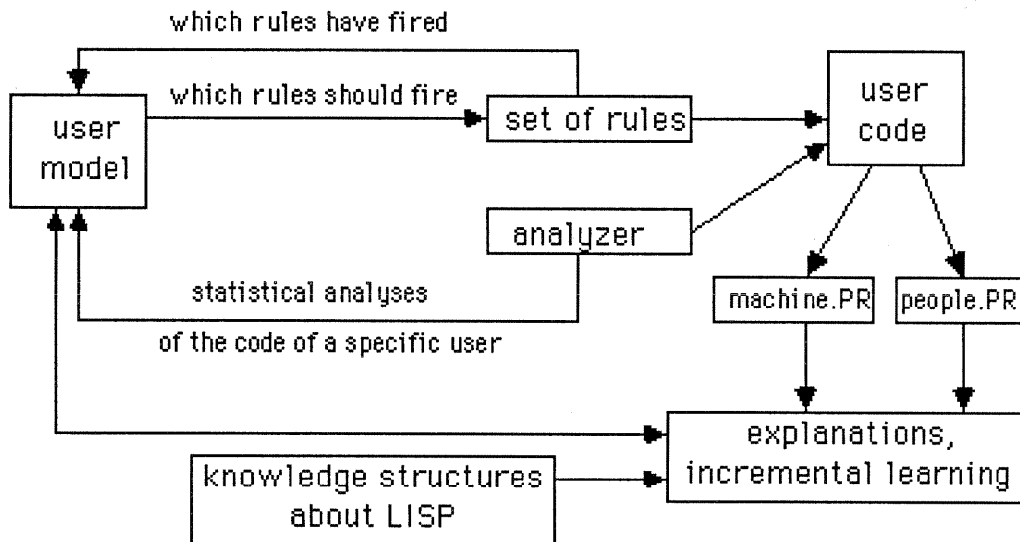 which rules have fired
which rules should fire
user
model
set of rules
user
code
analyzer
statistical analyses
of the code of a specific user
machine.PR
people.PR
explanations,
incremental learning
knowledge structures
about LISP